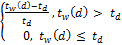 { (t_w(d) − t_d) / t_d , t_w(d) > t_d
0, t_w(d) ≤ t_d